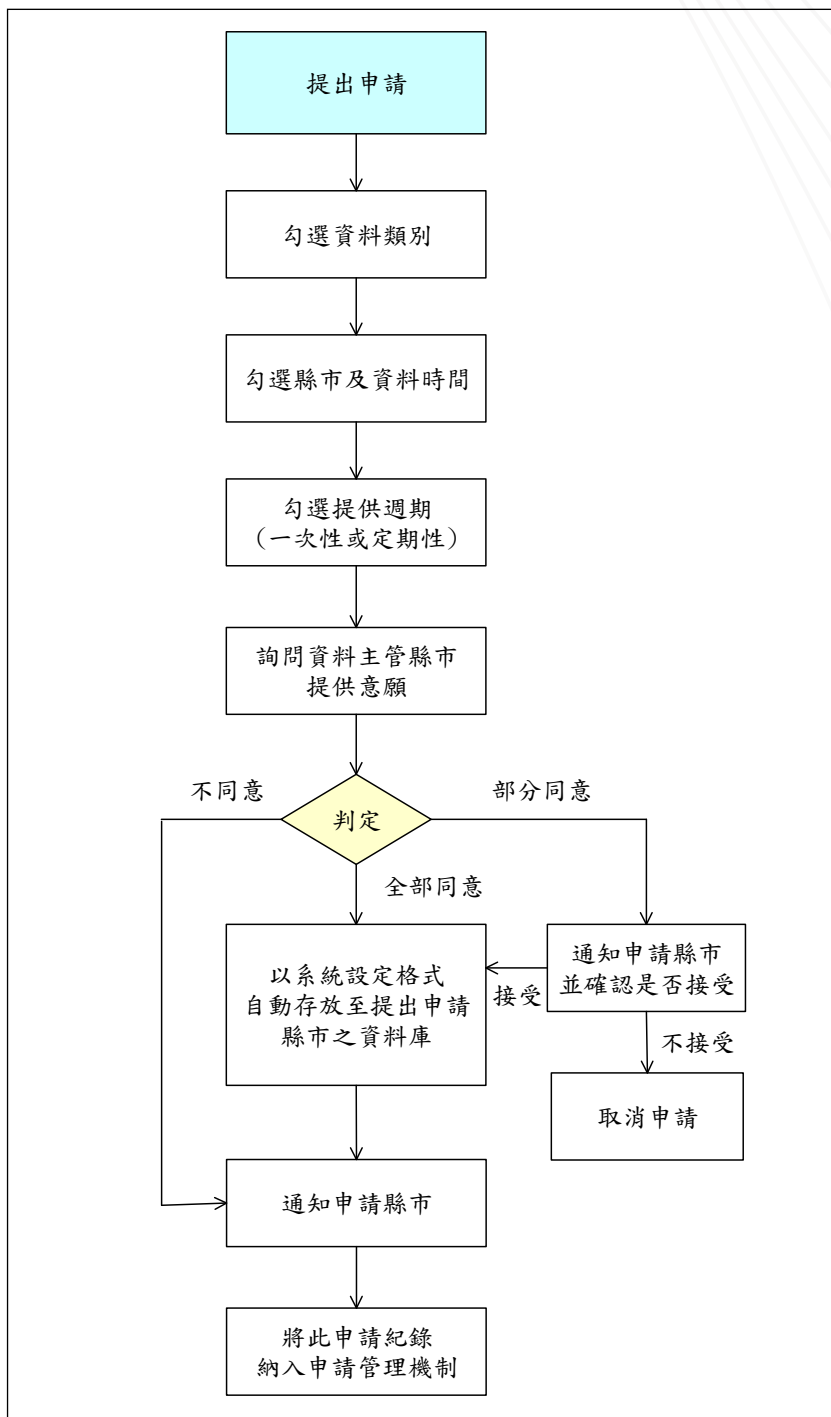 提出申請
勾選資料類別
勾選縣市及資料時間
勾選提供週期
（一次性或定期性）
詢問資料主管縣市
提供意願
不同意
部分同意
判定
全部同意
以系統設定格式
自動存放至提出申請
縣市之資料庫
接受
通知申請縣市
並確認是否接受
不接受
取消申請
通知申請縣市
將此申請紀錄
納入申請管理機制